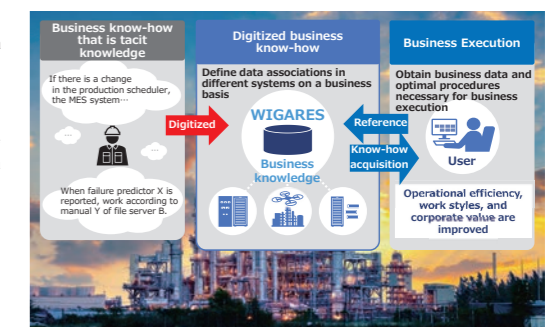 Business know-how
that is tacit
knowledge
If there is a change
in the production scheduler,
the MES system…
…
…
When failure predictor X is
reported, work according to
manual Y of file server B.
Digitized
Digitized business
know-how
Define data associations in
different systems on a business
basis
WIGARES
Business
knowledge
Reference
Know-how
acquisition
Business Execution
Obtain business data and
optimal procedures
necessary for business
execution
User
Operational efficiency,
work styles, and
corporate value are
improved